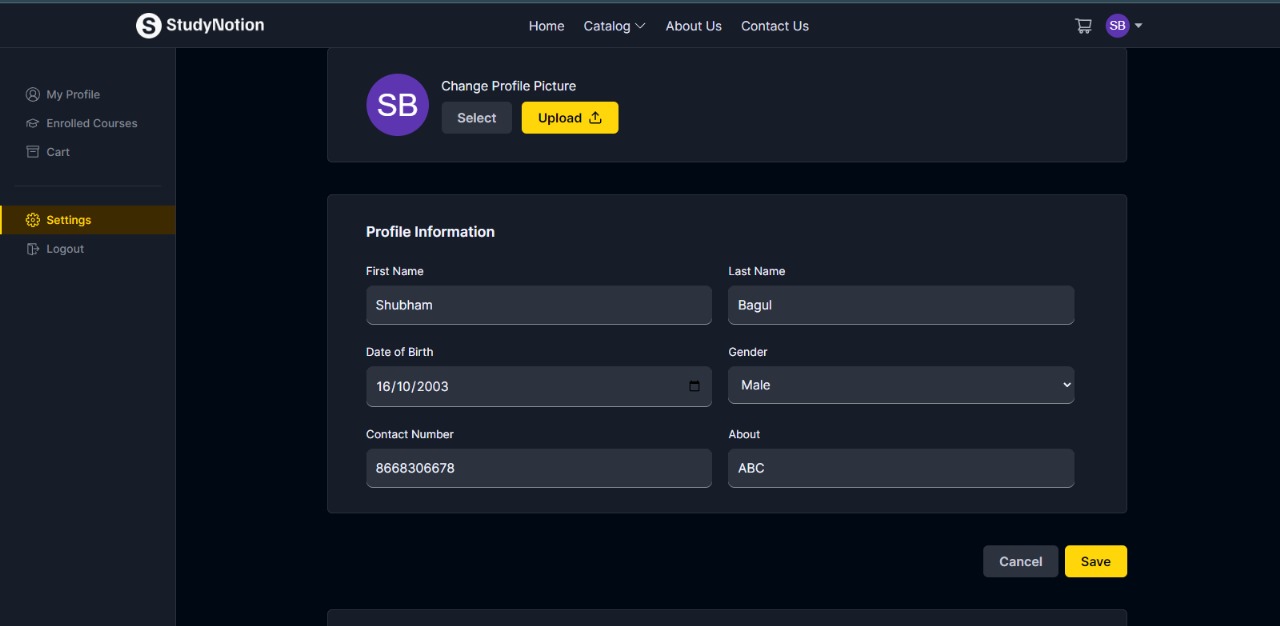 StudyNotion
Home Catalog About Us Contact Us
SB
My Profile
Enrolled Courses
Cart
Settings
Logout
SB
Change Profile Picture
Select Upload
Profile Information
First Name Last Name
Shubham Bagul
Date of Birth Gender
16/10/2003 Male
Contact Number About
8668306678 ABC
Cancel Save